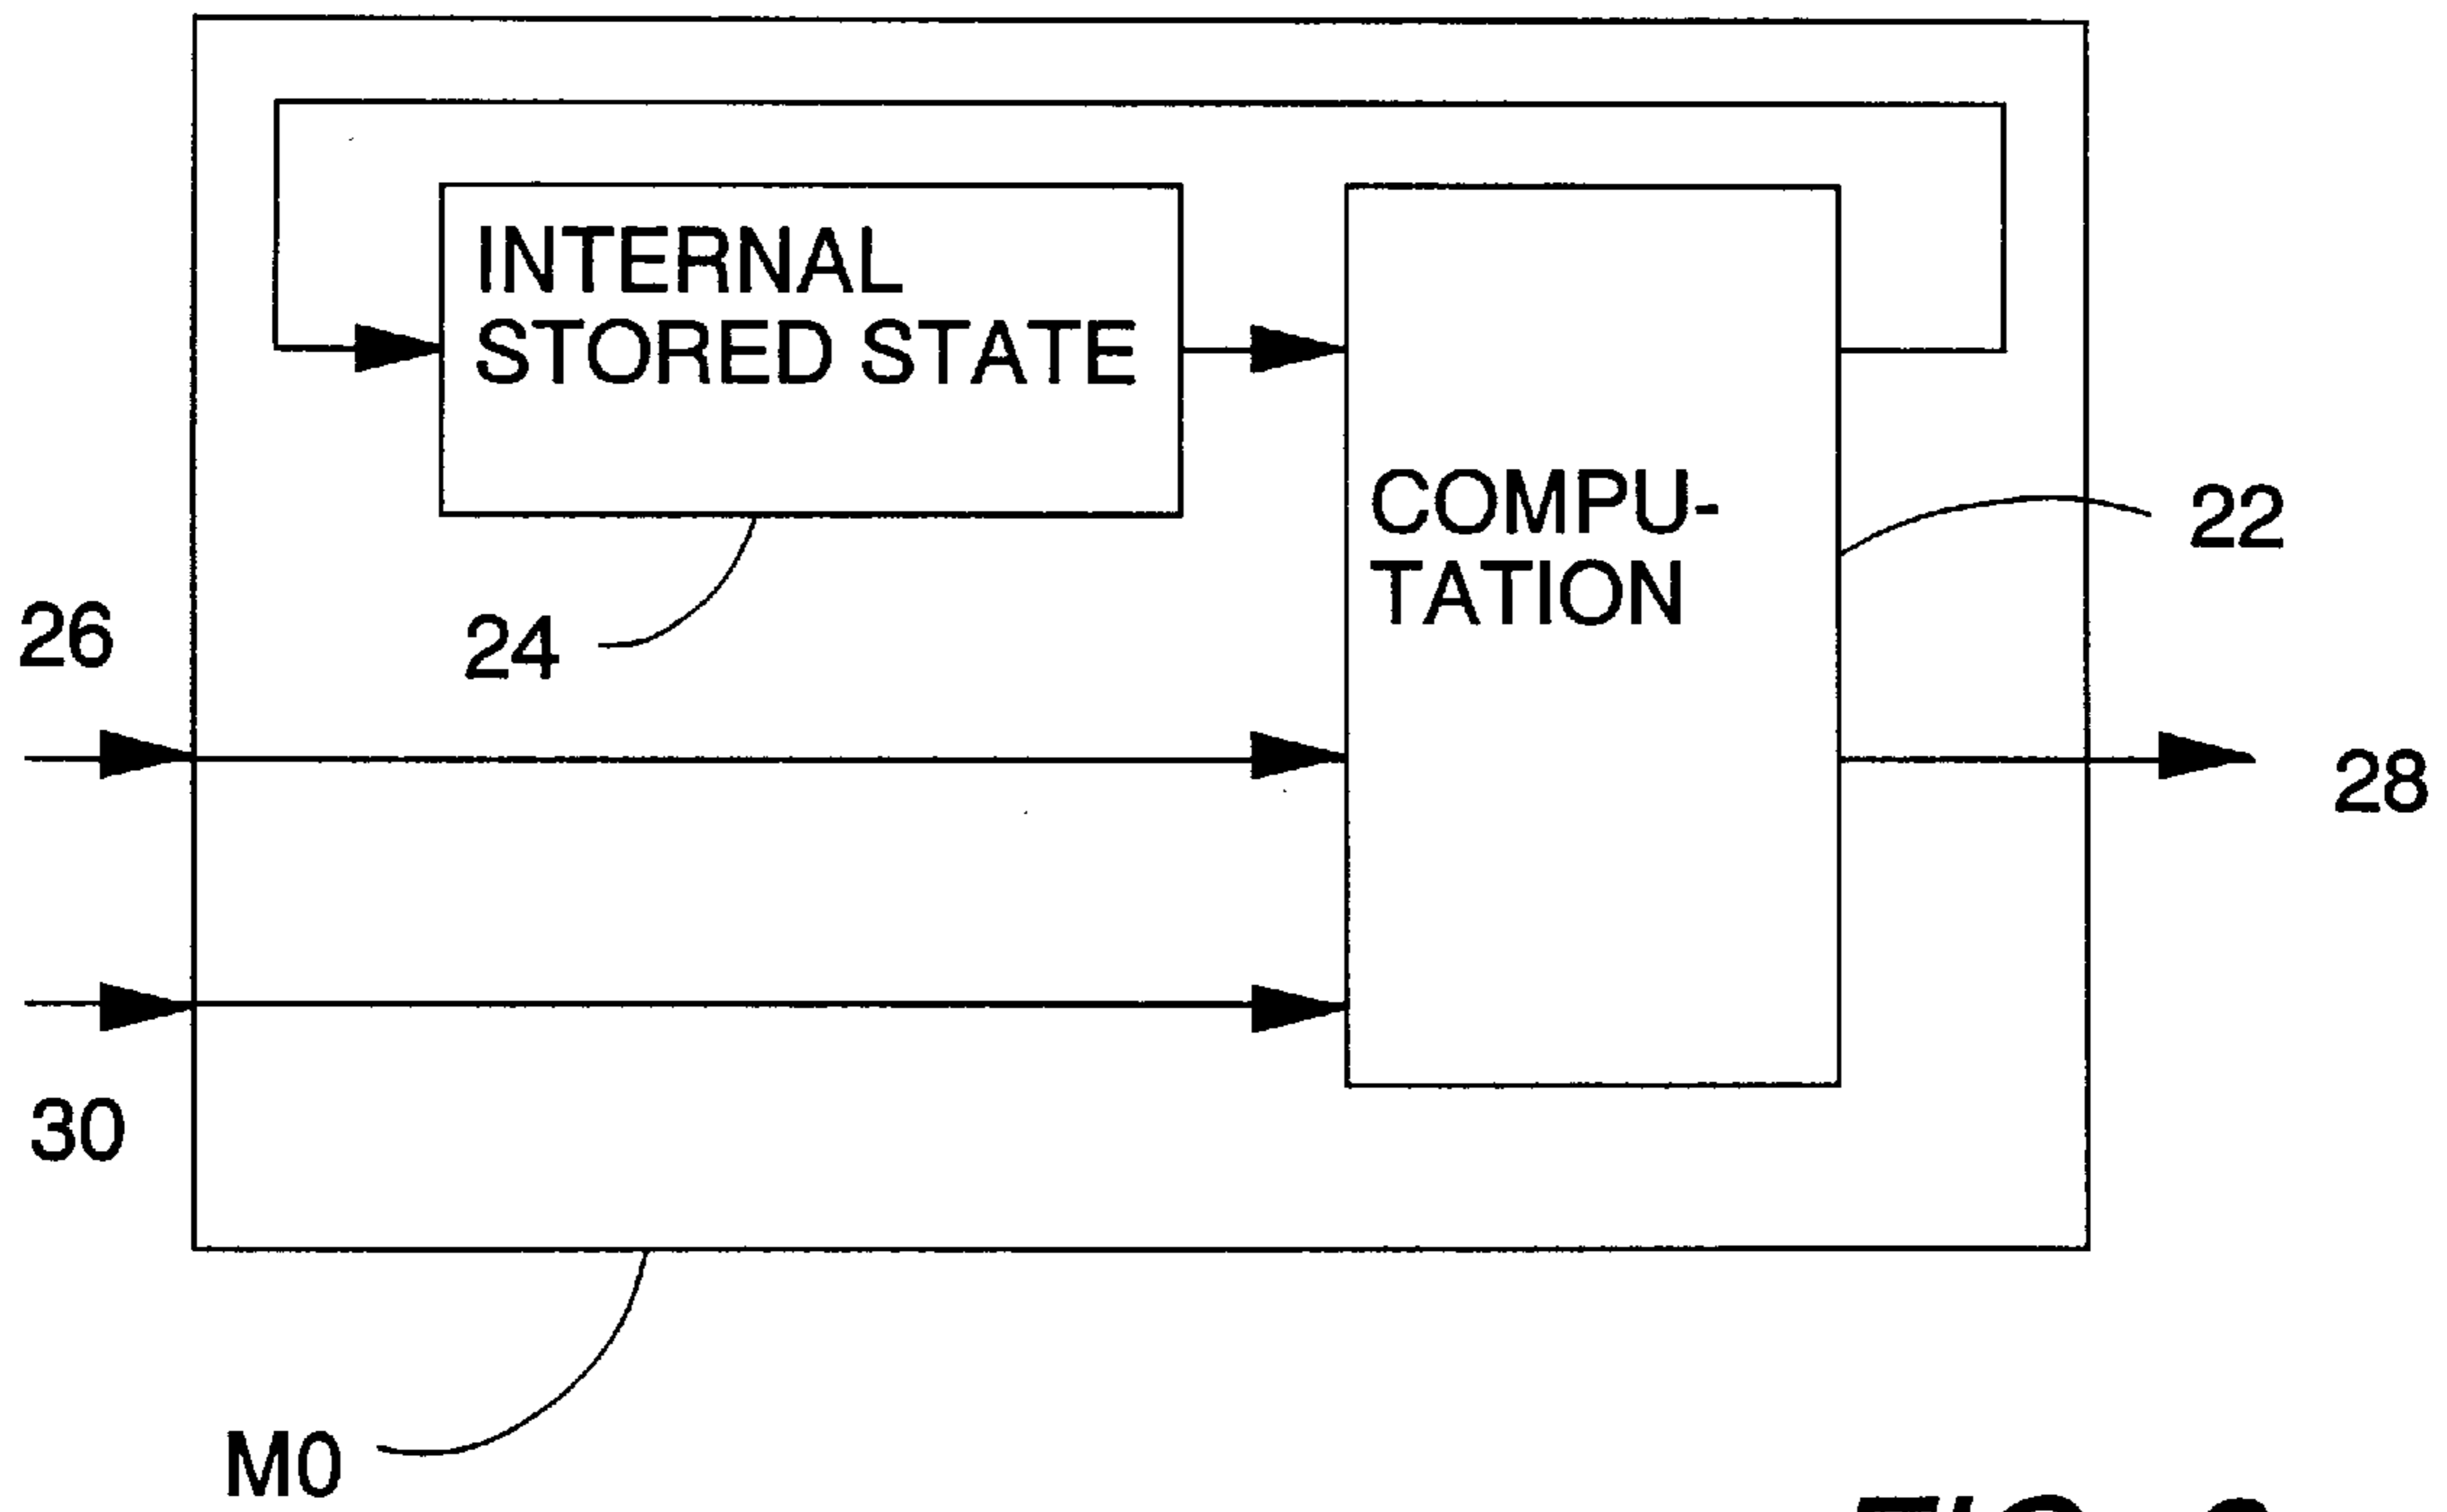 INTERNAL
STORED STATE
COMPU-
TATION
22
26
24
28
30
M0